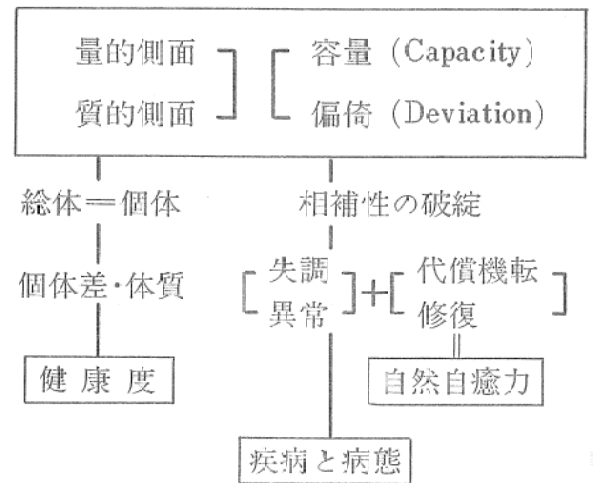 量的側面 容量 (Capacity)
質的側面 偏倚 (Deviation)
総体＝個体 相補性の破綻
個体差・体質 [失調 異常]+[代償機転 修復]
健康度 自然自癒力
疾病と病態